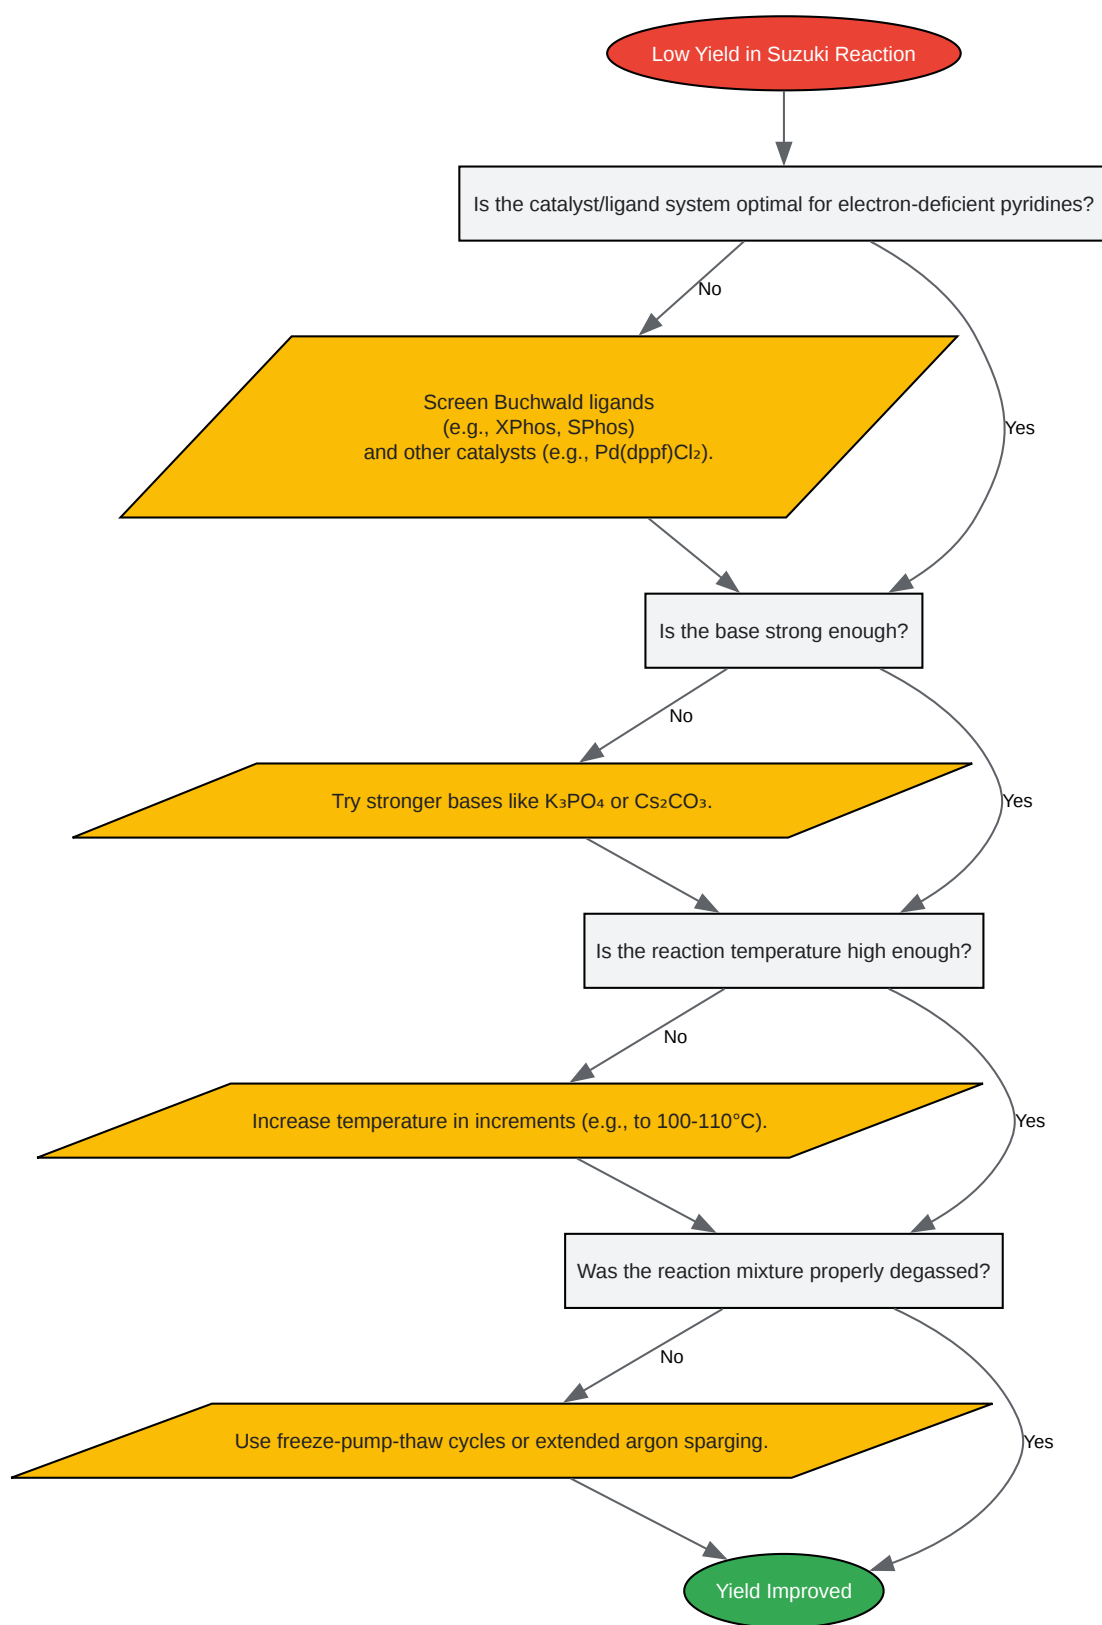 Low Yield in Suzuki Reaction
Is the catalyst/ligand system optimal for electron-deficient pyridines?
No
Screen Buchwald ligands
(e.g., XPhos, SPhos)
and other catalysts (e.g., Pd(dppf)Cl₂).
Yes
Is the base strong enough?
No
Try stronger bases like K₃PO₄ or Cs₂CO₃.
Yes
Is the reaction temperature high enough?
No
Increase temperature in increments (e.g., to 100-110°C).
Yes
Was the reaction mixture properly degassed?
No
Use freeze-pump-thaw cycles or extended argon sparging.
Yes
Yield Improved